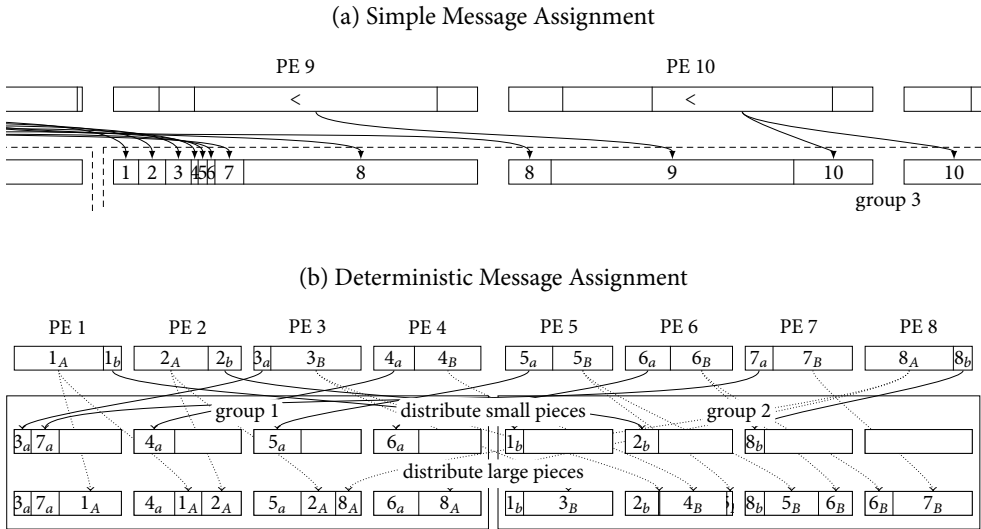 (a) Simple Message Assignment
PE 9 PE 10
< <
1 2 3 4 5 6 7 8 8 9 10 10
group 3
(b) Deterministic Message Assignment
PE 1 PE 2 PE 3 PE 4 PE 5 PE 6 PE 7 PE 8
1A 1b 2A 2b 3a 3B 4a 4B 5a 5B 6a 6B 7a 7B 8A 8b
group 1 distribute small pieces group 2
3a 7a 4a 5a 6a 1b 2b 8b
distribute large pieces
3a 7a 1A 4a 1A 2A 5a 2A 8A 6a 8A 1b 3B 2b 4B 8b 5B 6B 6B 7B